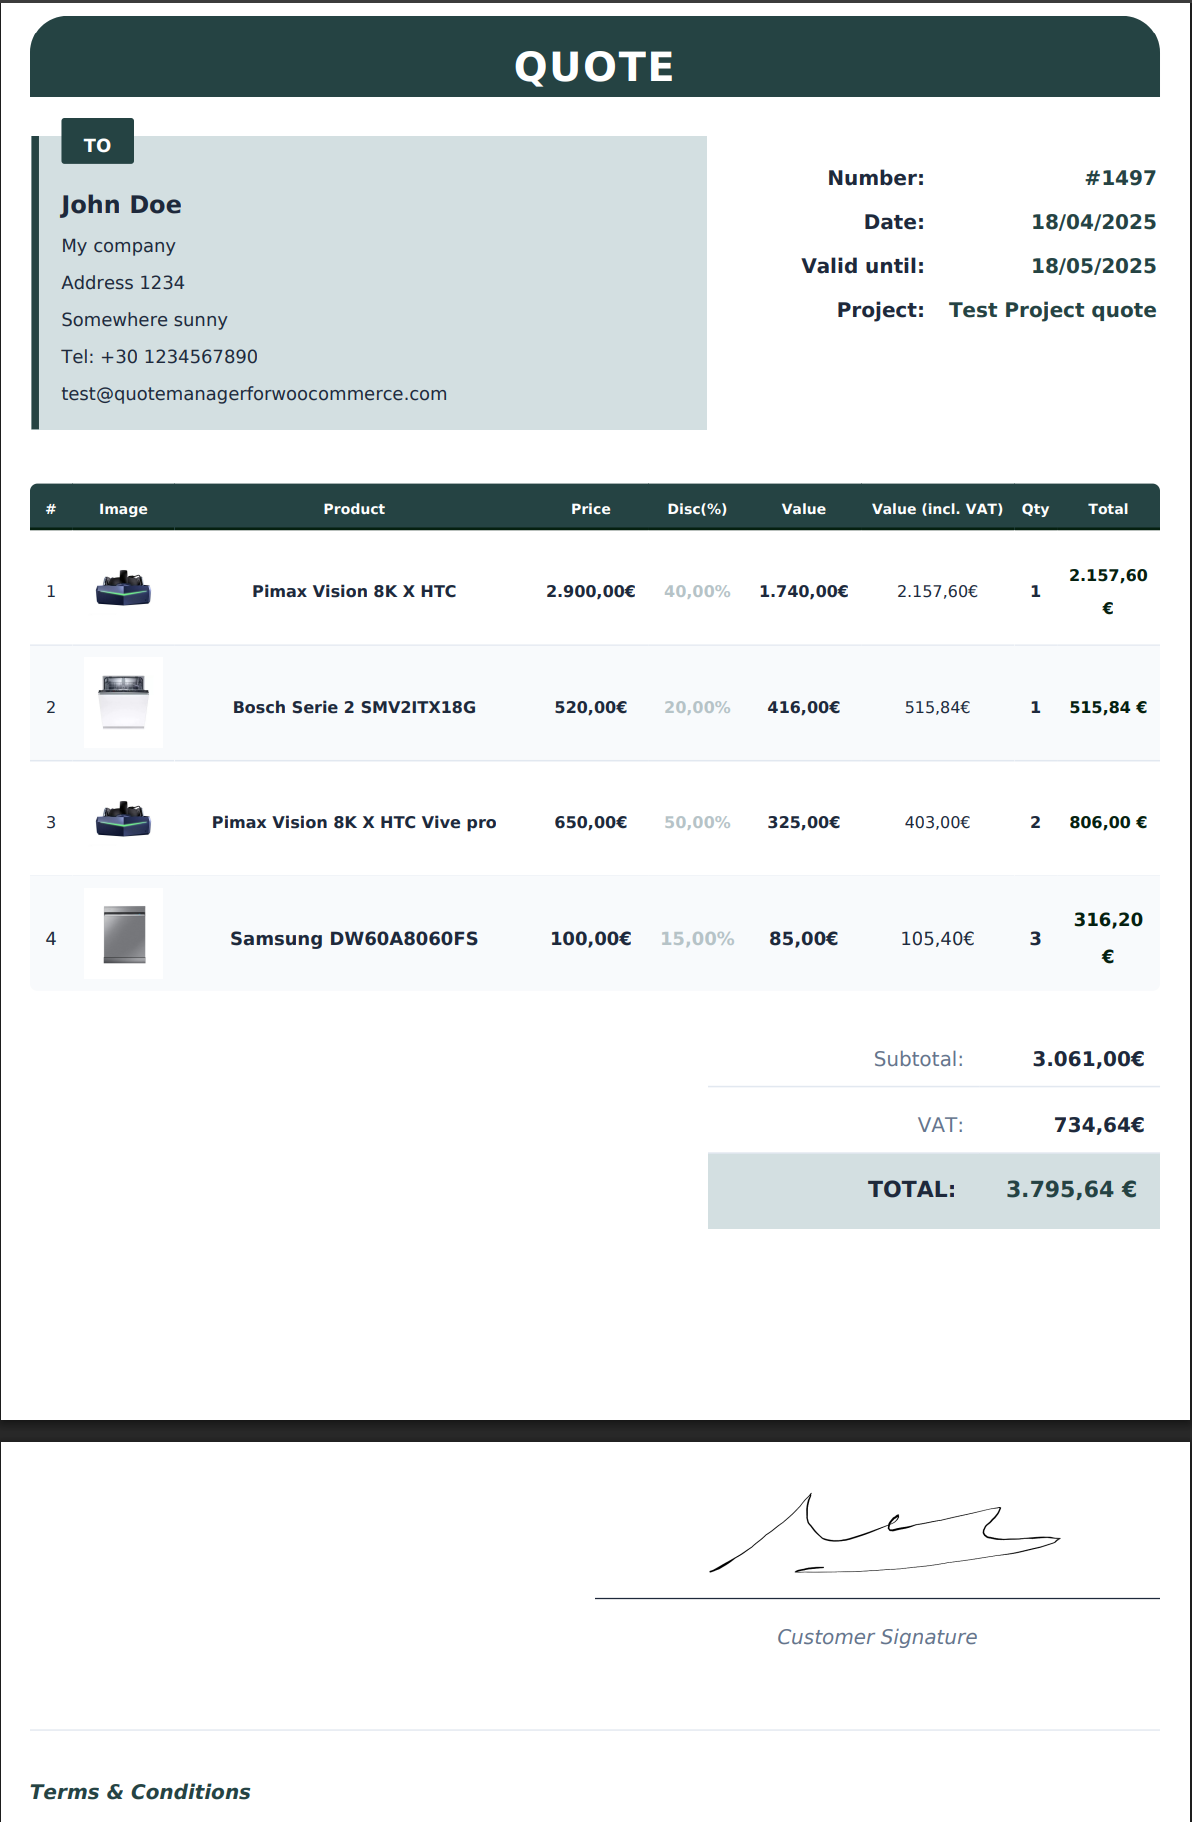 QUOTE
TO
John Doe
My company
Address 1234
Somewhere sunny
Tel: +30 1234567890
test@quotemanagerforwoocommerce.com
Number: #1497
Date: 18/04/2025
Valid until: 18/05/2025
Project: Test Project quote
# Image Product Price Disc(%) Value Value (incl. VAT) Qty Total
1 Pimax Vision 8K X HTC 2.900,00€ 40,00% 1.740,00€ 2.157,60€ 1 2.157,60 €
2 Bosch Serie 2 SMV2ITX18G 520,00€ 20,00% 416,00€ 515,84€ 1 515,84 €
3 Pimax Vision 8K X HTC Vive pro 650,00€ 50,00% 325,00€ 403,00€ 2 806,00 €
4 Samsung DW60A8060FS 100,00€ 15,00% 85,00€ 105,40€ 3 316,20 €
Subtotal: 3.061,00€
VAT: 734,64€
TOTAL: 3.795,64 €
Customer Signature
Terms & Conditions